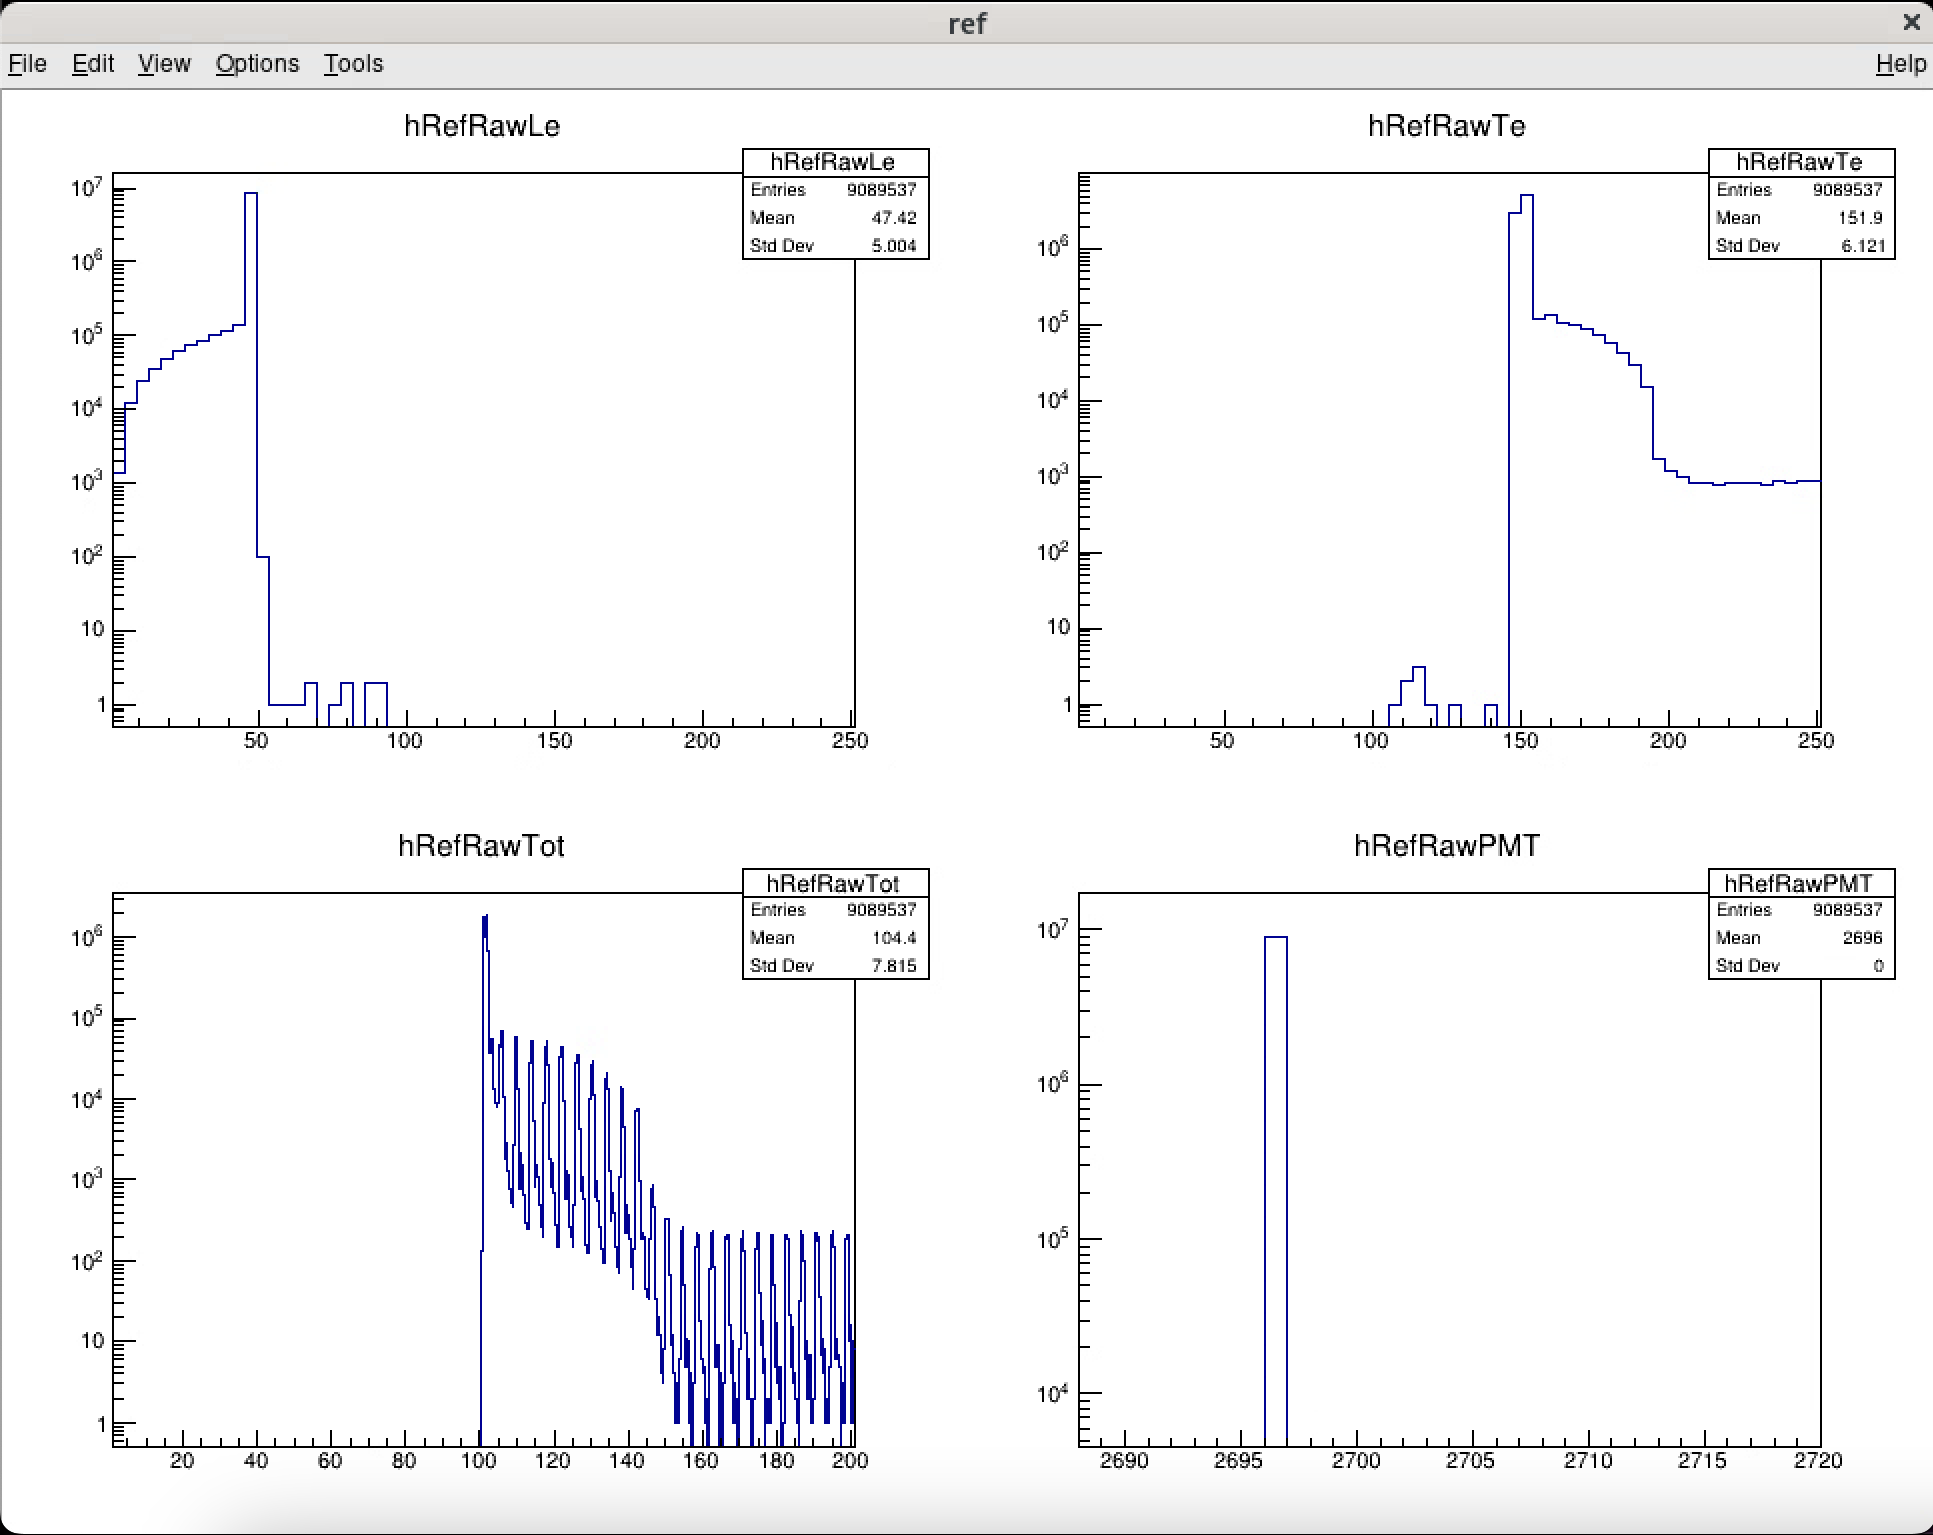 ref
File Edit View Options Tools Help
hRefRawLe
hRefRawLe
Entries 9089537
Mean 47.42
Std Dev 5.004
10^7
10^6
10^5
10^4
10^3
10^2
10
1
50 100 150 200 250
hRefRawTe
hRefRawTe
Entries 9089537
Mean 151.9
Std Dev 6.121
10^6
10^5
10^4
10^3
10^2
10
1
50 100 150 200 250
hRefRawTot
hRefRawTot
Entries 9089537
Mean 104.4
Std Dev 7.815
10^6
10^5
10^4
10^3
10^2
10
1
20 40 60 80 100 120 140 160 180 200
hRefRawPMT
hRefRawPMT
Entries 9089537
Mean 2696
Std Dev 0
10^7
10^6
10^5
10^4
2690 2695 2700 2705 2710 2715 2720